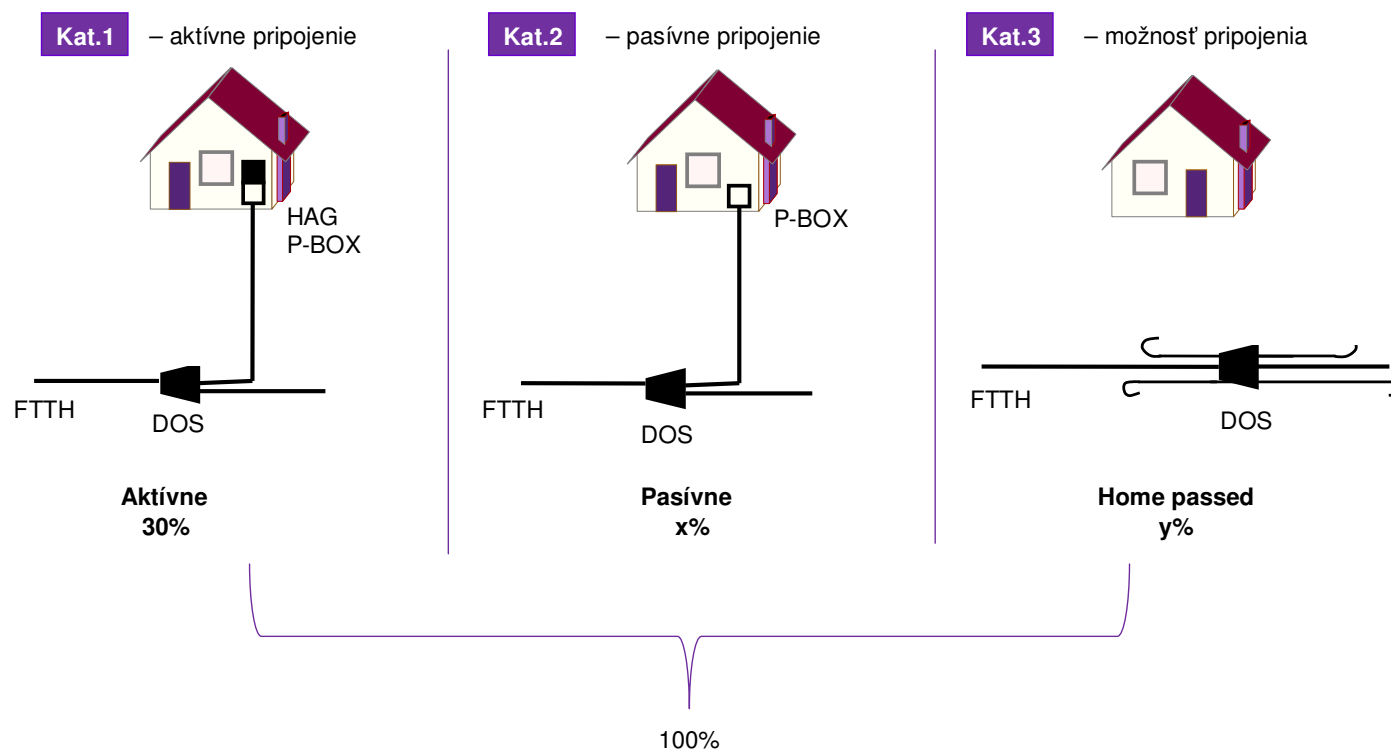 Kat.1 – aktívne pripojenie
HAG
P-BOX
FTTH
DOS
Aktívne
30%
Kat.2 – pasívne pripojenie
P-BOX
FTTH
DOS
Pasívne
x%
Kat.3 – možnosť pripojenia
FTTH
DOS
Home passed
y%
100%